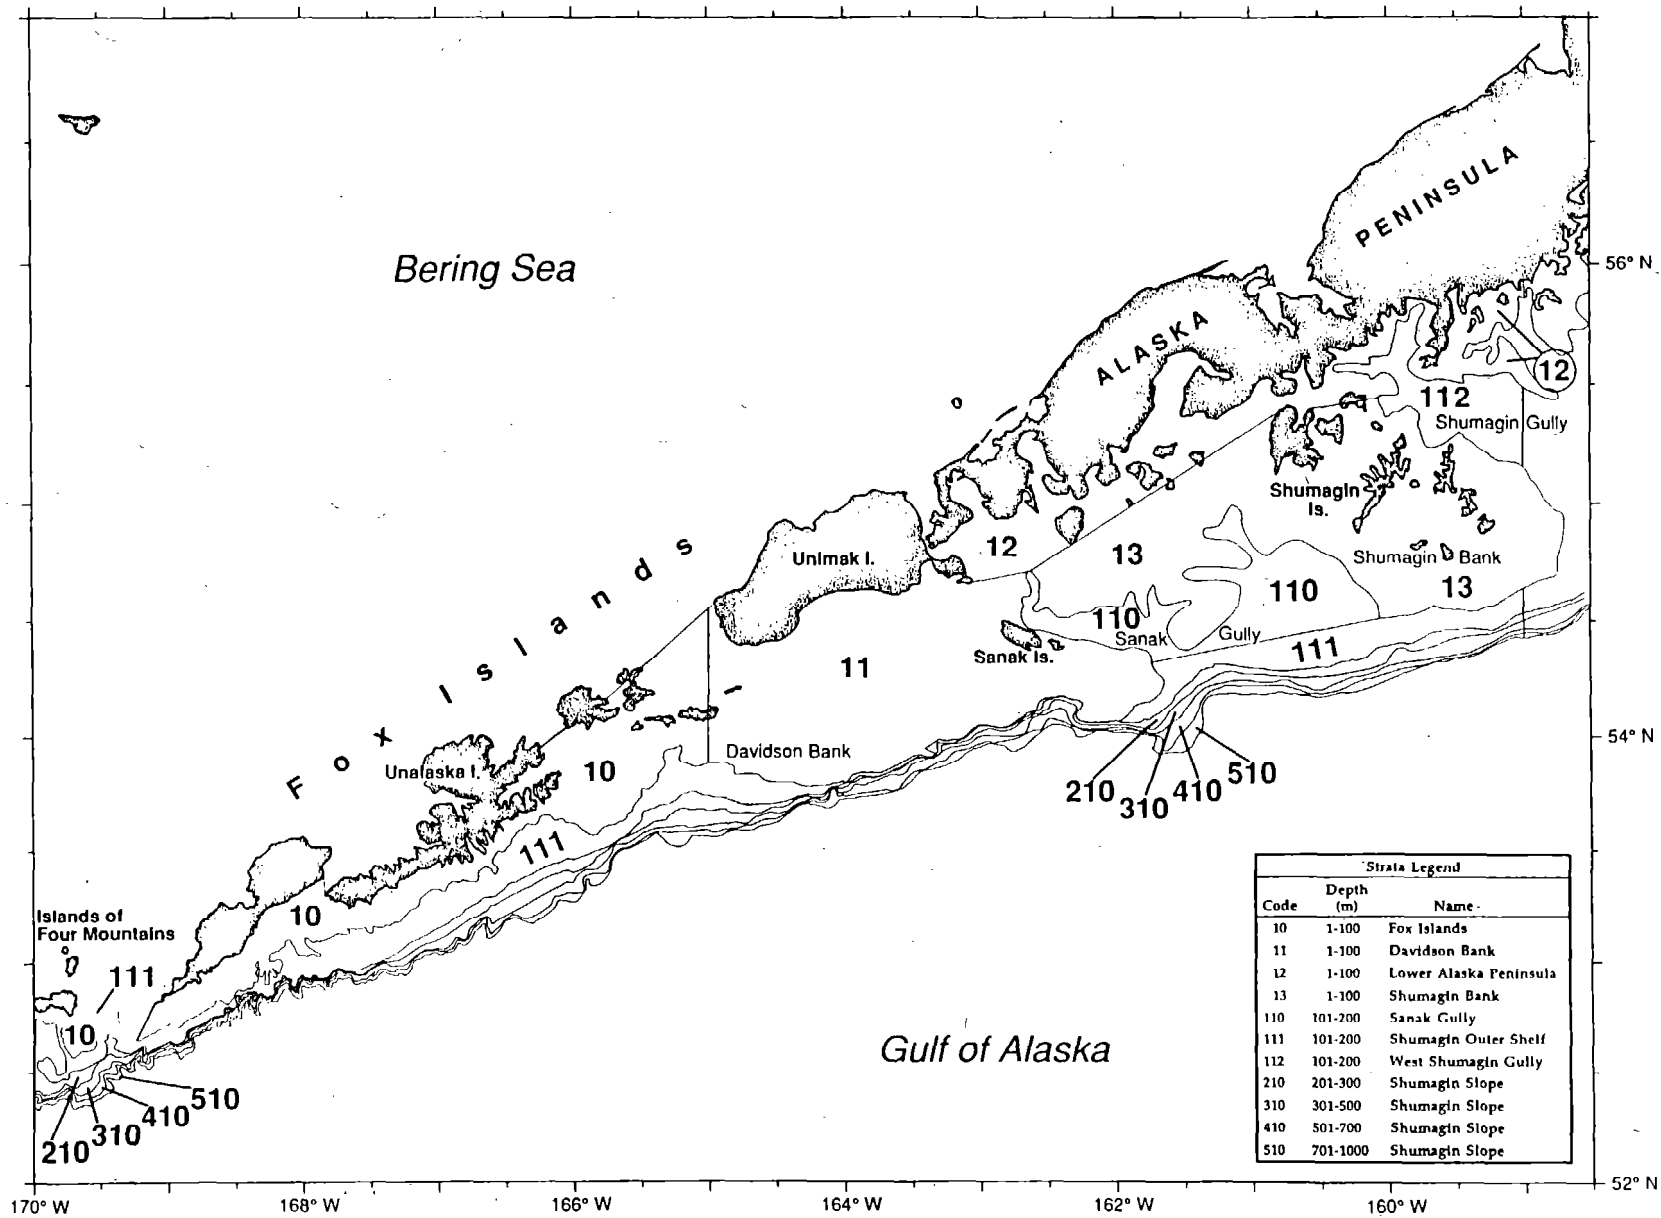 PENINSULA
Bering Sea
56° N
ALASKA
12
112
Shumagin Gully
Shumagin
Is.
12
13
Shumagin Bank
Unimak I.
Fox Islands
110
13
110
Sanak Gully
111
Sanak Is.
11
54° N
Davidson Bank
Unalaska I.
10
210
310
410
510
111
Strata Legend
Code Depth (m) Name
10 1-100 Fox Islands
11 1-100 Davidson Bank
12 1-100 Lower Alaska Peninsula
13 1-100 Shumagin Bank
110 101-200 Sanak Gully
111 101-200 Shumagin Outer Shelf
112 101-200 West Shumagin Gully
210 201-300 Shumagin Slope
310 301-500 Shumagin Slope
410 501-700 Shumagin Slope
510 701-1000 Shumagin Slope
Islands of
Four Mountains
10
111
10
Gulf of Alaska
510
410
310
210
52° N
170° W 168° W 166° W 164° W 162° W 160° W